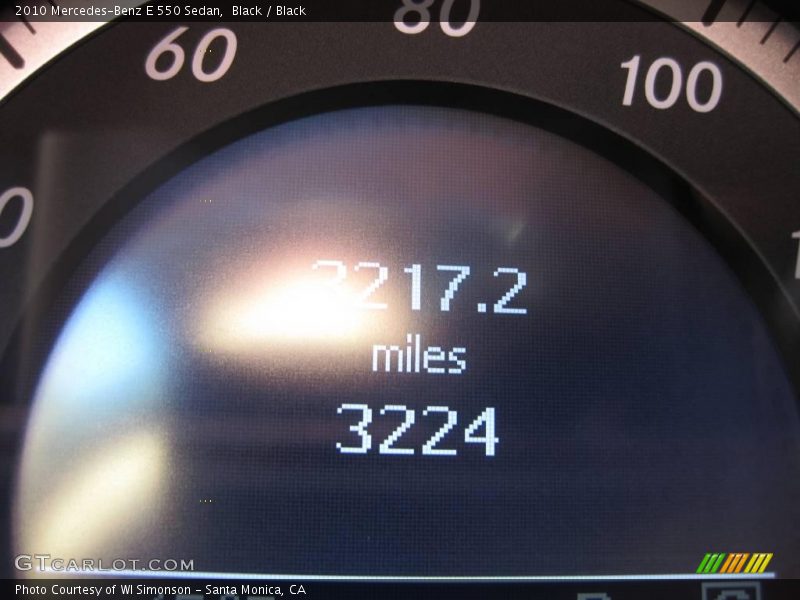 2010 Mercedes-Benz E 550 Sedan, Black / Black
60
80
100
3217.2
miles
3224
GTCARLOT.COM
Photo Courtesy of WI Simonson - Santa Monica, CA